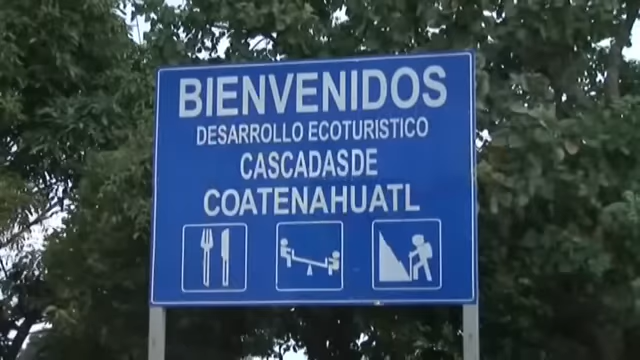 BIENVENIDOS
DESARROLLO ECOTURISTICO
CASCADASDE
COATENAHUATL